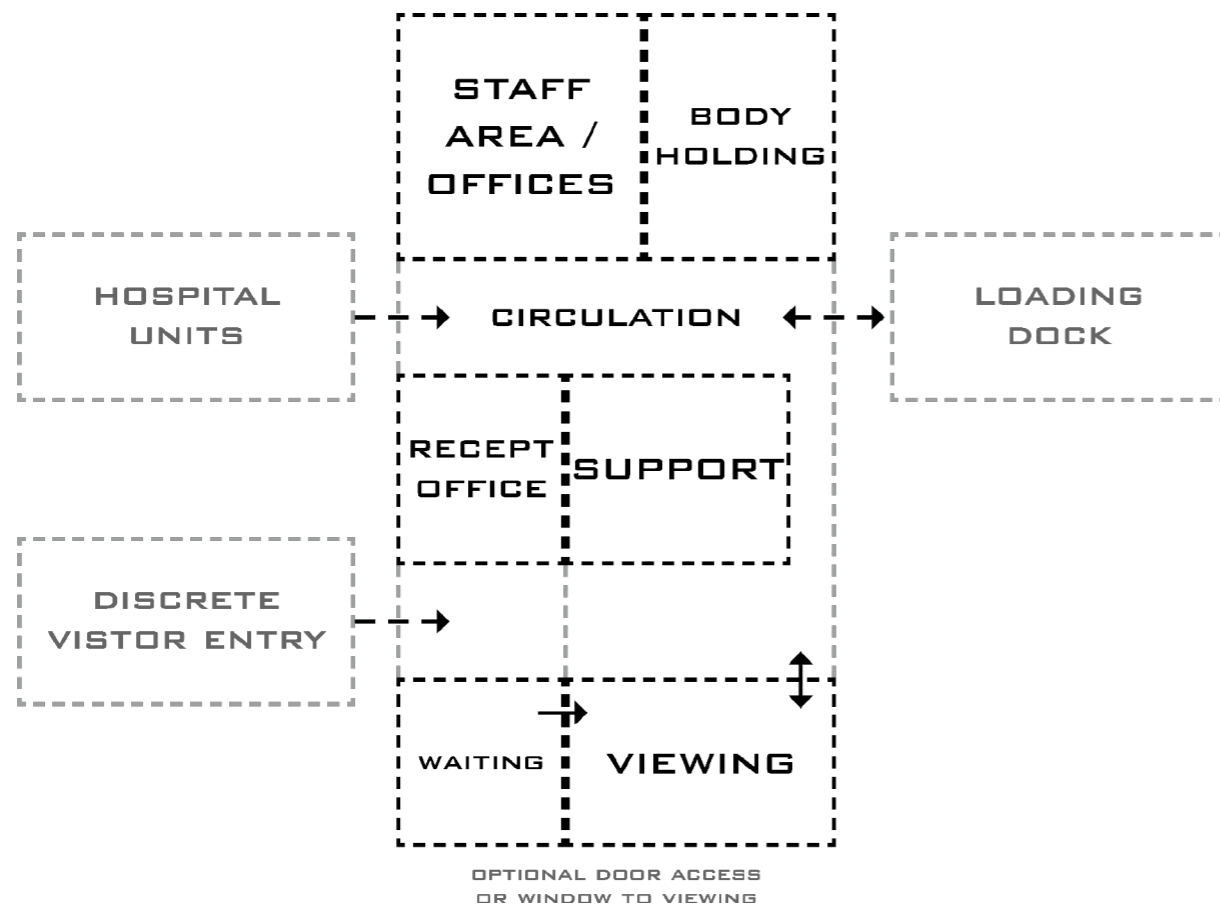 STAFF
AREA /
OFFICES
BODY
HOLDING
HOSPITAL
UNITS
CIRCULATION
LOADING
DOCK
RECEPT
OFFICE
SUPPORT
DISCRETE
VISTOR ENTRY
WAITING
VIEWING
OPTIONAL DOOR ACCESS
OR WINDOW TO VIEWING